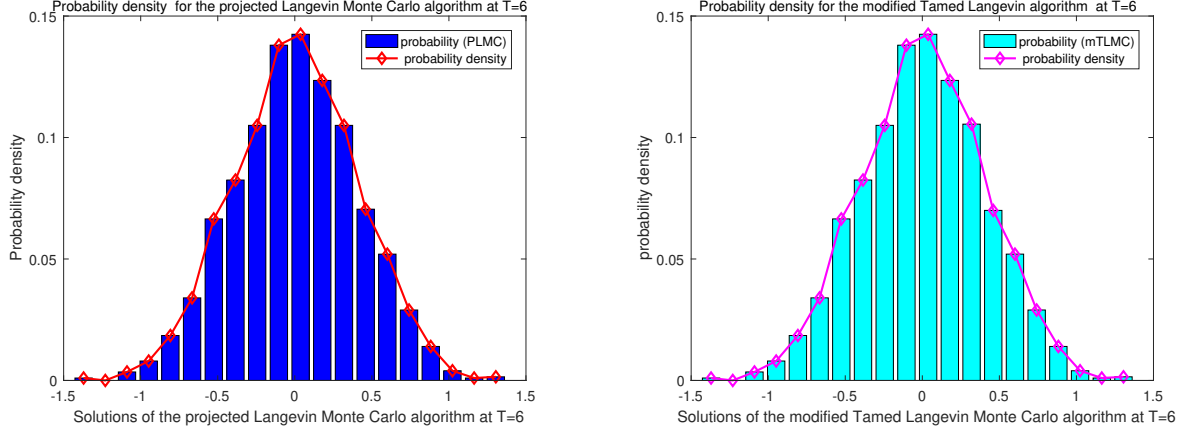 Probability density for the projected Langevin Monte Carlo algorithm at T=6
0.15
0.1
0.05
0
Probability density
probability (PLMC)
probability density
-1.5
-1
-0.5
0
0.5
1
1.5
Solutions of the projected Langevin Monte Carlo algorithm at T=6
Probability density for the modified Tamed Langevin algorithm at T=6
0.15
0.1
0.05
0
probability density
probability (mTLMC)
probability density
-1.5
-1
-0.5
0
0.5
1
1.5
Solutions of the modified Tamed Langevin Monte Carlo algorithm at T=6